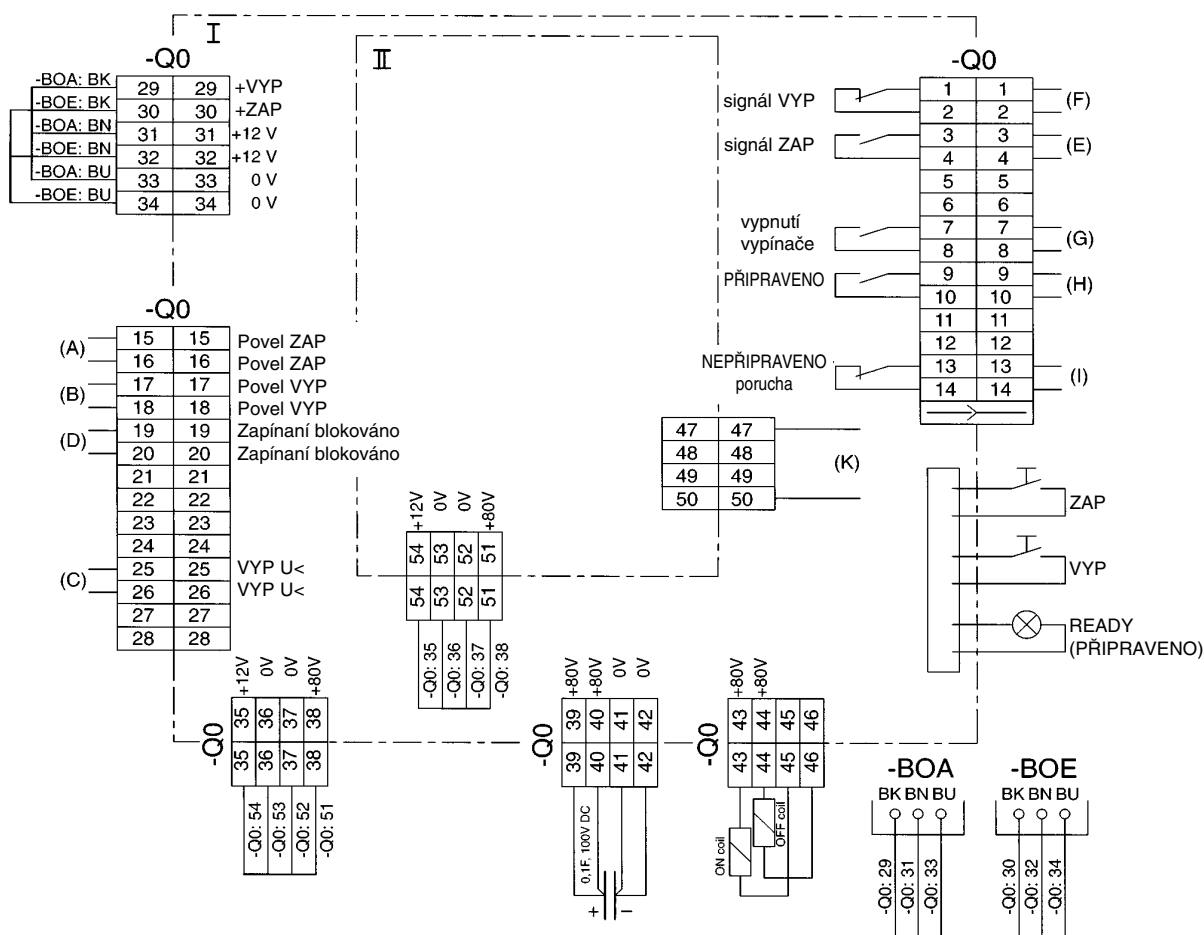 I
II
-Q0
-BOA: BK 29 29 +VYP
-BOE: BK 30 30 +ZAP
-BOA: BN 31 31 +12 V
-BOE: BN 32 32 +12 V
-BOA: BU 33 33 0 V
-BOE: BU 34 34 0 V
-Q0
(A)
15 15 Povel ZAP
16 16 Povel ZAP
(B)
17 17 Povel VYP
18 18 Povel VYP
(D)
19 19 Zapínaní blokováno
20 20 Zapínaní blokováno
21 21
22 22
23 23
24 24
(C)
25 25 VYP U<
26 26 VYP U<
27 27
28 28
-Q0
signál VYP
1 1
2 2
(F)
signál ZAP
3 3
4 4
(E)
5 5
6 6
vypnutí
vypínače
7 7
8 8
(G)
PŘIPRAVENO
9 9
10 10
(H)
11 11
12 12
NEPŘIPRAVENO
porucha
13 13
14 14
(I)
47 47
48 48
49 49
50 50
(K)
ZAP
VYP
READY
(PŘIPRAVENO)
+12V 0V 0V +80V
54 53 52 51
54 53 52 51
-Q0: 35
-Q0: 36
-Q0: 37
-Q0: 38
-Q0
+12V 0V 0V +80V
35 36 37 38
35 36 37 38
-Q0: 54
-Q0: 53
-Q0: 52
-Q0: 51
-Q0
+80V +80V 0V 0V
39 40 41 42
39 40 41 42
0,1F, 100V DC
+ −
-Q0
+80V +80V
43 44 45 46
43 44 45 46
ON coil
OFF coil
-BOA
BK BN BU
-Q0: 29
-Q0: 31
-Q0: 33
-BOE
BK BN BU
-Q0: 30
-Q0: 32
-Q0: 34